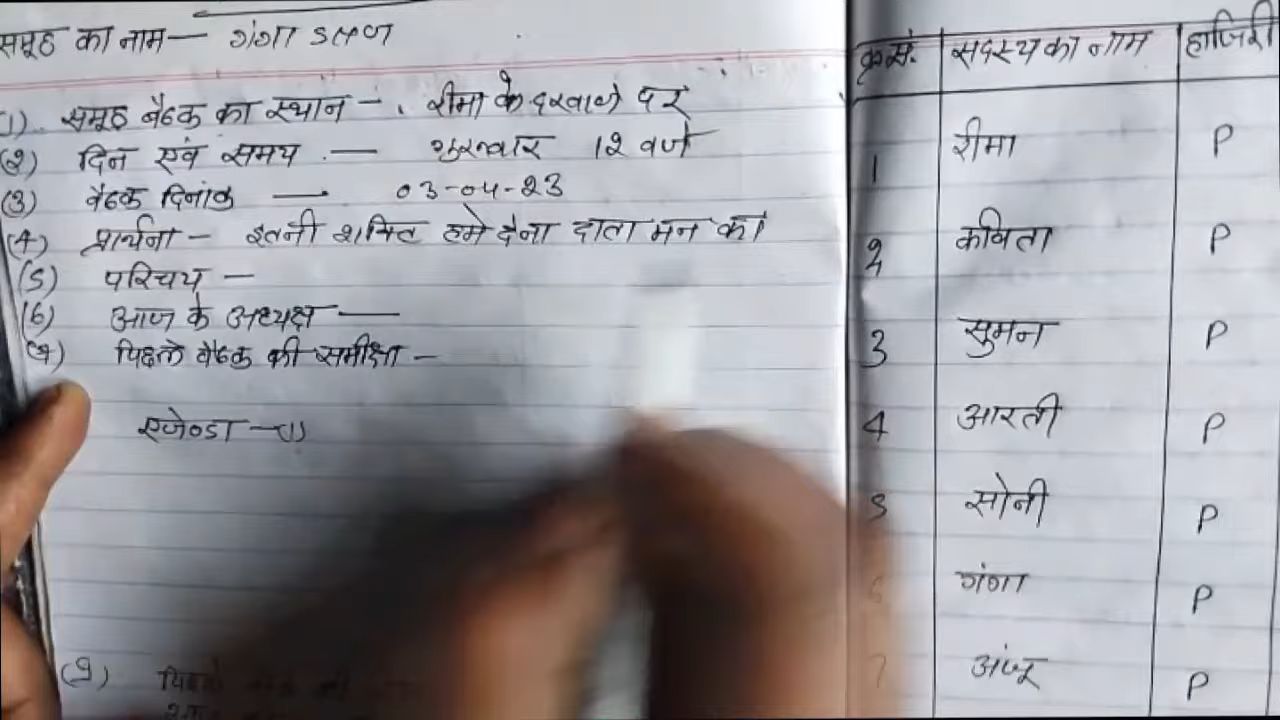 समूह का नाम — गंगा SHG
(1) समूह बैठक का स्थान - रीमा के दरवाजे पर
(2) दिन एवं समय — गुरुवार 12 बजे
(3) बैठक दिनांक — 03-04-23
(4) प्रार्थना - इतनी शक्ति हमे देना दाता मन का
(5) परिचय —
(6) आज के अध्यक्ष —
(7) पिछले बैठक की समीक्षा -
एजेण्डा - (1)
(9)
क्र.सं. सदस्य का नाम हाजिरी
1 रीमा P
2 कविता P
3 सुमन P
4 आरती P
5 सोनी P
6 गंगा P
7 अंजू P